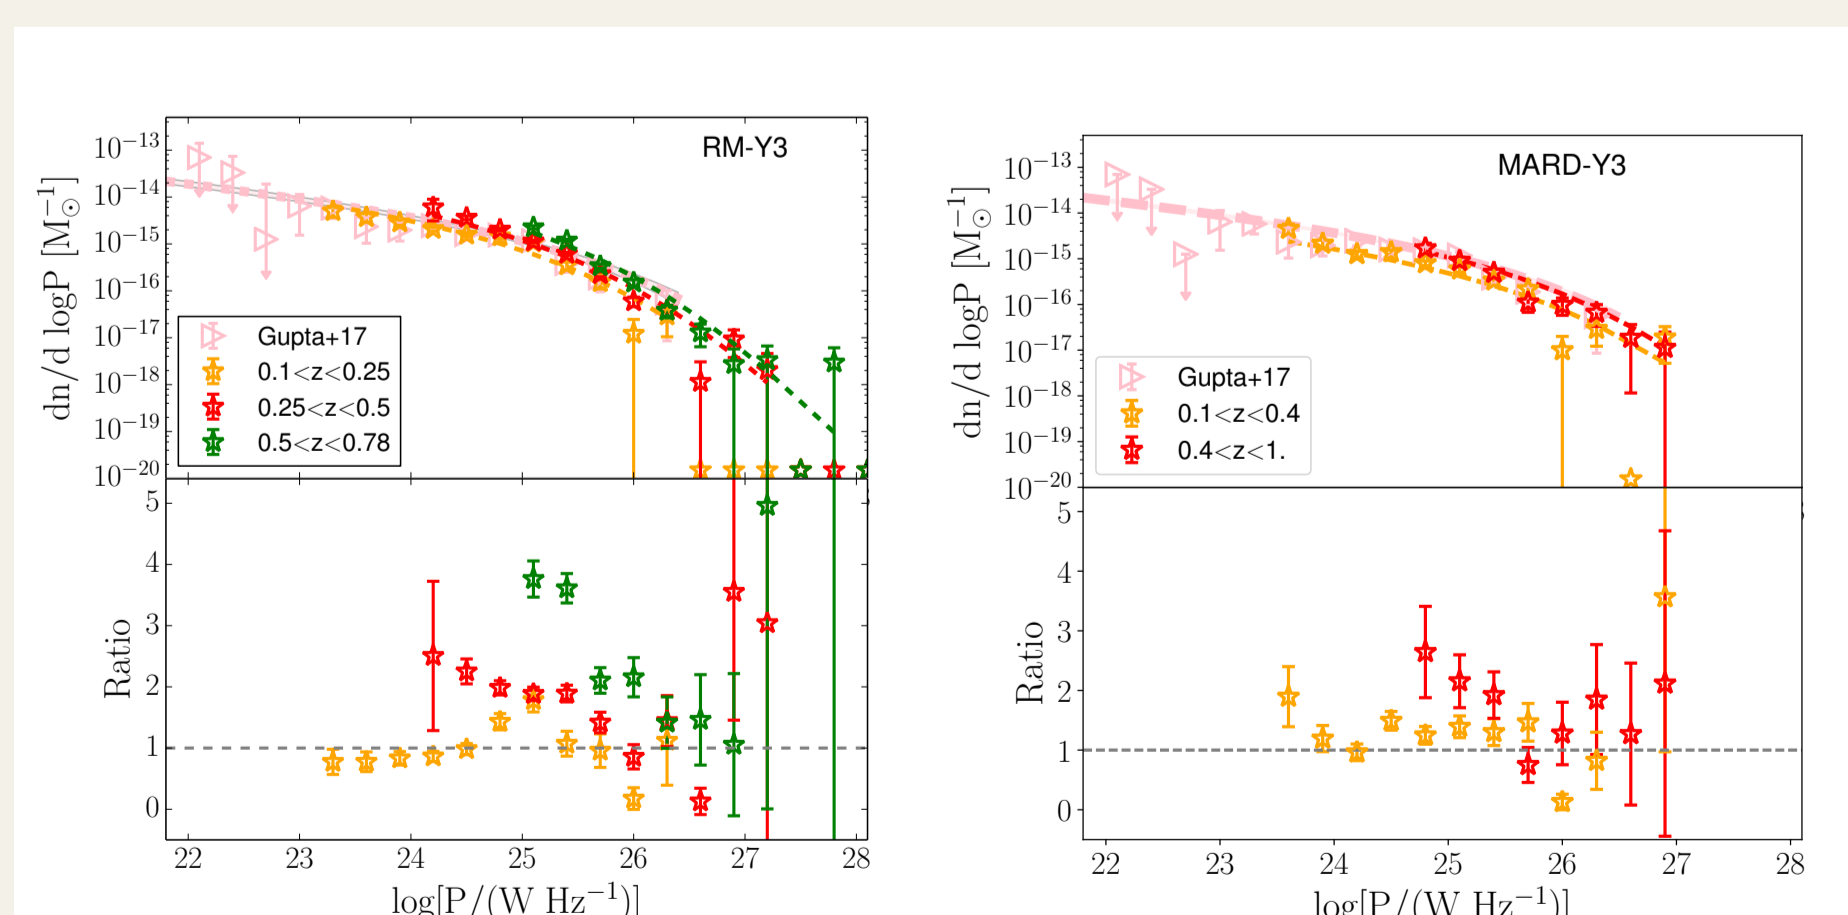 RM-Y3
10⁻¹³
10⁻¹⁴
10⁻¹⁵
10⁻¹⁶
10⁻¹⁷
10⁻¹⁸
10⁻¹⁹
10⁻²⁰
dn/d logP [M⊙⁻¹]
Gupta+17
0.1<z<0.25
0.25<z<0.5
0.5<z<0.78
5
4
3
2
1
0
Ratio
22 23 24 25 26 27 28
log[P/(W Hz⁻¹)]
MARD-Y3
10⁻¹³
10⁻¹⁴
10⁻¹⁵
10⁻¹⁶
10⁻¹⁷
10⁻¹⁸
10⁻¹⁹
10⁻²⁰
dn/d logP [M⊙⁻¹]
Gupta+17
0.1<z<0.4
0.4<z<1.
5
4
3
2
1
0
Ratio
22 23 24 25 26 27 28
log[P/(W Hz⁻¹)]